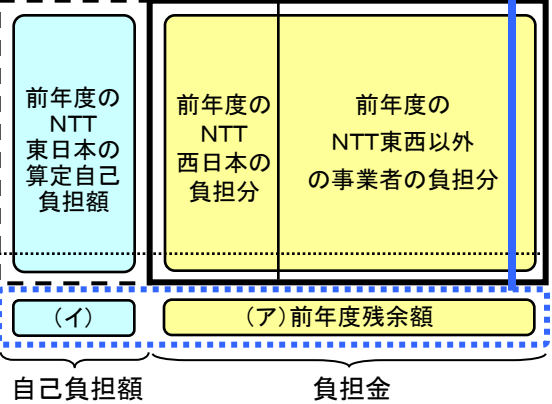 前年度の
NTT
東日本の
算定自己
負担額
前年度の
NTT
西日本の
負担分
前年度の
NTT東西以外
の事業者の負担分
（イ）
（ア）前年度残余額
自己負担額
負担金